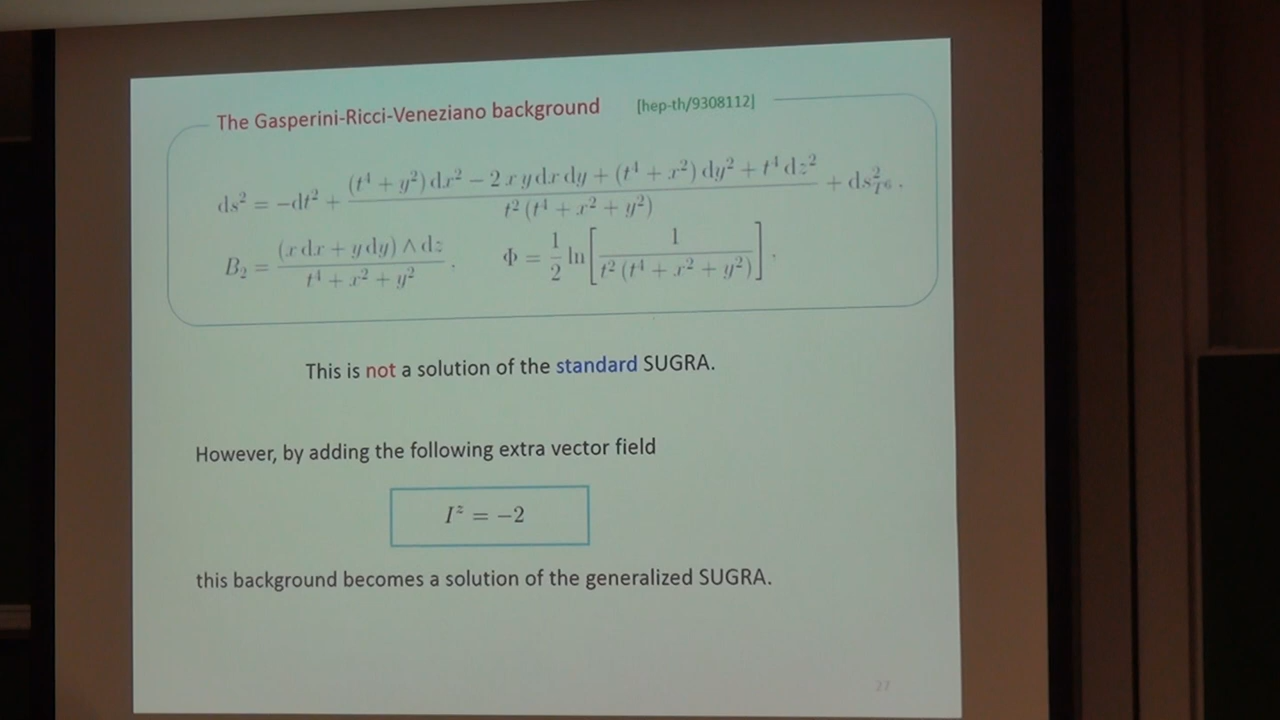 The Gasperini-Ricci-Veneziano background [hep-th/9308112]
ds² = −dt² + ((t⁴ + y²) dx² − 2 x y dx dy + (t⁴ + x²) dy² + t⁴ dz²) / (t² (t⁴ + x² + y²)) + ds²_{T⁶} .
B₂ = ((x dx + y dy) ∧ dz) / (t⁴ + x² + y²) , Φ = 1/2 ln[1 / (t² (t⁴ + x² + y²))] .
This is not a solution of the standard SUGRA.
However, by adding the following extra vector field
Iᶻ = −2
this background becomes a solution of the generalized SUGRA.
27